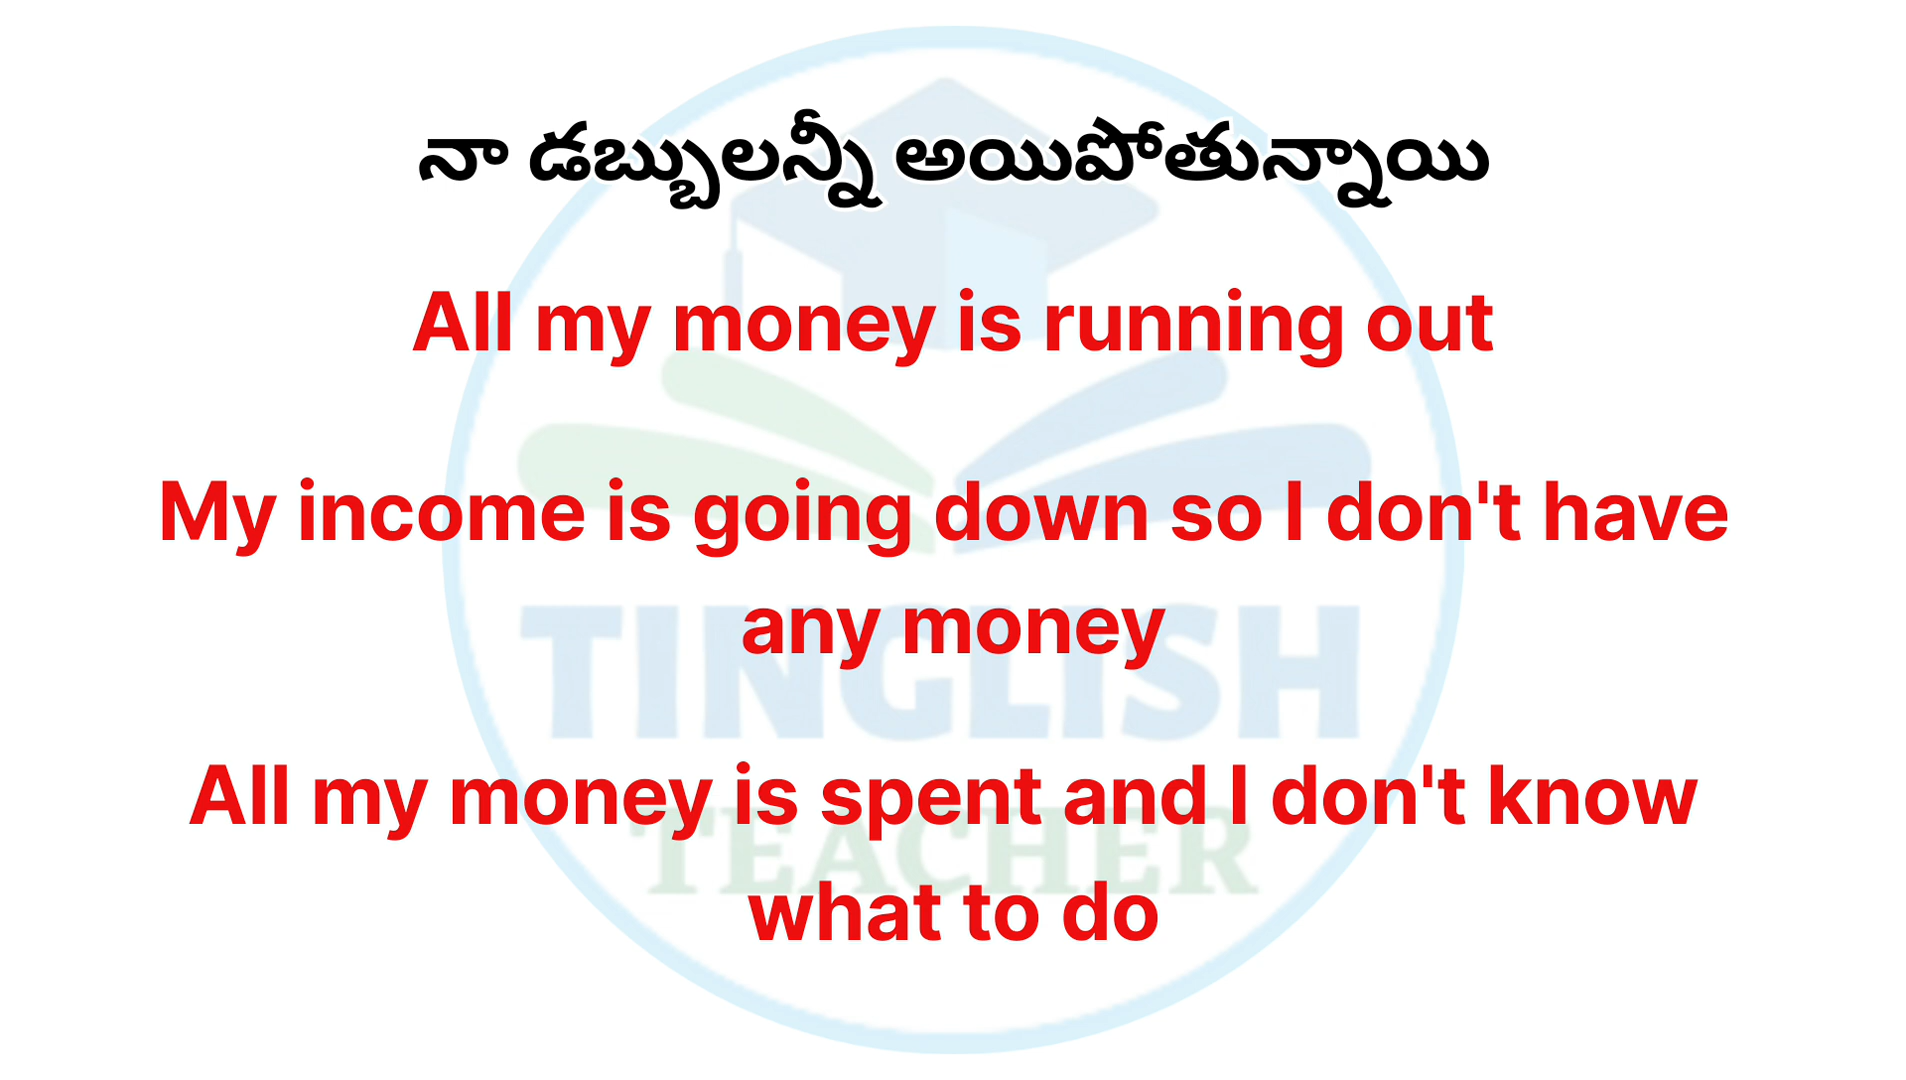 నా డబ్బులన్నీ అయిపోతున్నాయి
All my money is running out
My income is going down so I don't have
any money
TINGLISH
All my money is spent and I don't know
TEACHER
what to do